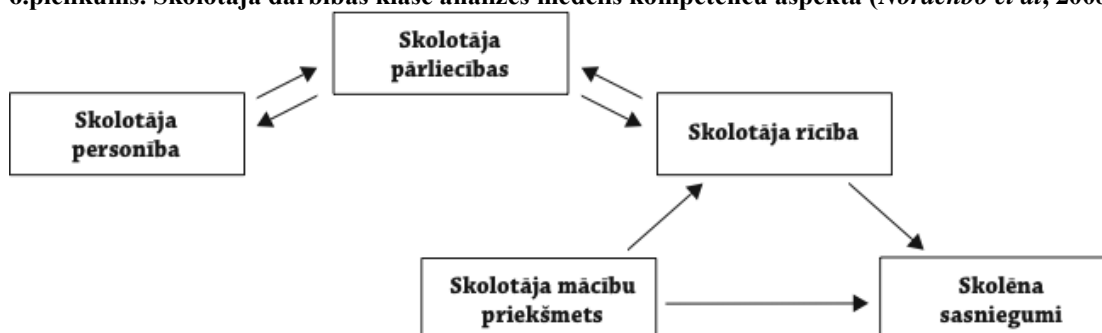 6.pielikums. Skolotāja darbības klasē analīzes modelis kompetenču aspektā (Nordenbo et al, 2008
Skolotāja
pārliecības
Skolotāja
personība
Skolotāja rīcība
Skolotāja mācību
priekšmets
Skolēna
sasniegumi